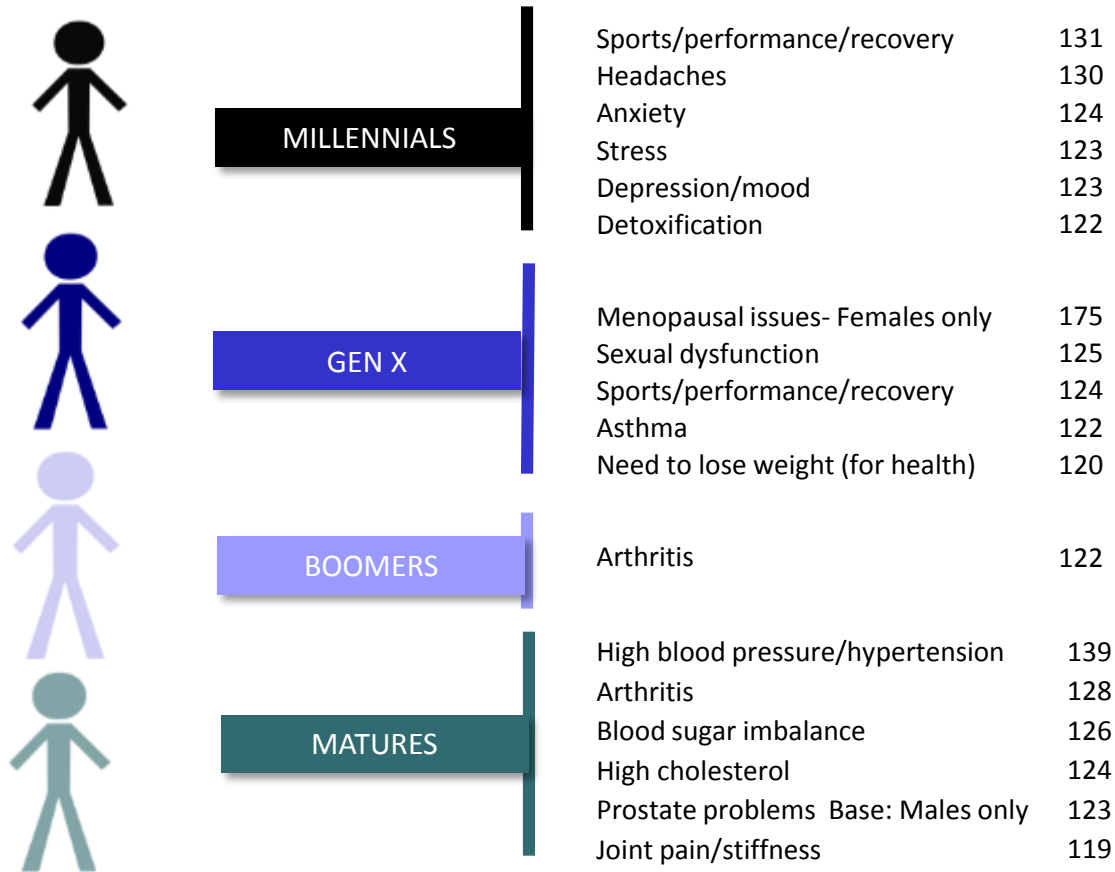 MILLENNIALS
Sports/performance/recovery 131
Headaches 130
Anxiety 124
Stress 123
Depression/mood 123
Detoxification 122
GEN X
Menopausal issues- Females only 175
Sexual dysfunction 125
Sports/performance/recovery 124
Asthma 122
Need to lose weight (for health) 120
BOOMERS
Arthritis 122
MATURES
High blood pressure/hypertension 139
Arthritis 128
Blood sugar imbalance 126
High cholesterol 124
Prostate problems Base: Males only 123
Joint pain/stiffness 119